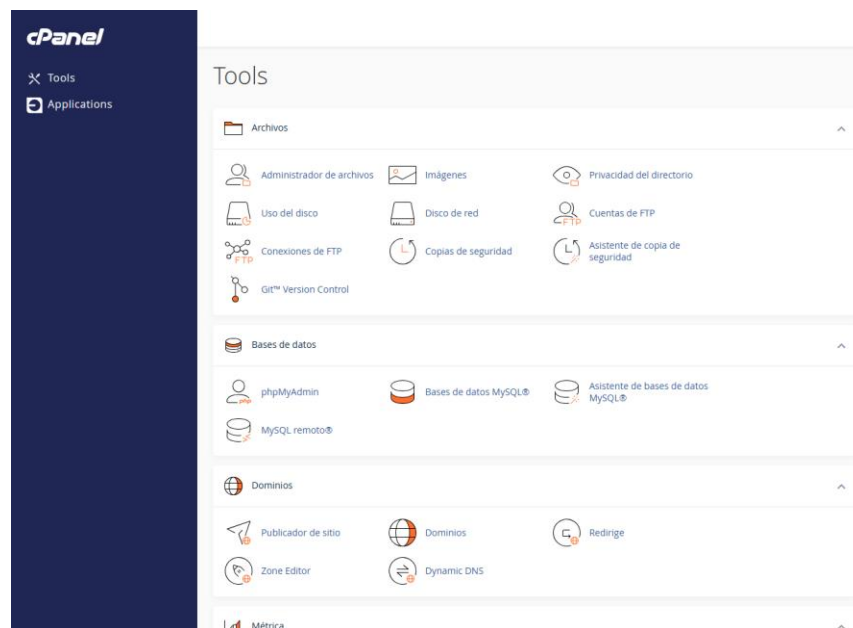 cPanel
Tools
Applications
Tools
Archivos
Administrador de archivos
Imágenes
Privacidad del directorio
Uso del disco
Disco de red
Cuentas de FTP
FTP
Conexiones de FTP
FTP
Copias de seguridad
Asistente de copia de
seguridad
Git™ Version Control
Bases de datos
php
phpMyAdmin
Bases de datos MySQL®
Asistente de bases de datos
MySQL®
MySQL remoto®
Dominios
Publicador de sitio
Dominios
Redirige
Zone Editor
Dynamic DNS
Métrica